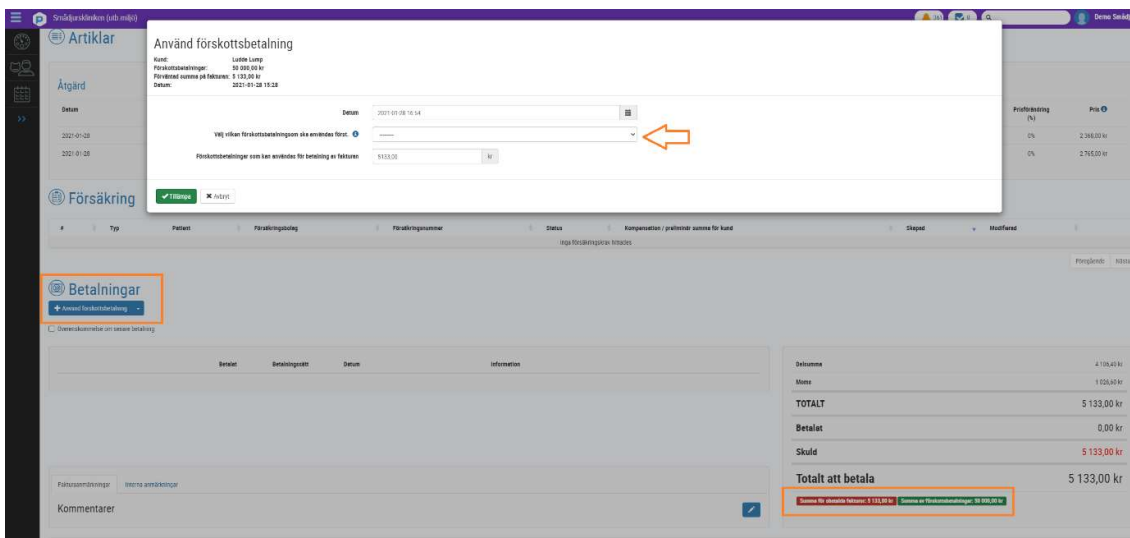 Smådjurskliniken (utb.miljö)
Demo Smådj
Artiklar
Använd förskottsbetalning
Kund: Ludde Lump
Förskottsbetalningar: 50 000,00 kr
Förväntad summa på fakturan: 5 133,00 kr
Datum: 2021-01-28 15:28
Datum 2021-01-28 16:54
Välj vilken förskottsbetalningsom ska användas först. --------
Förskottsbetalningar som kan användas för betalning av fakturan 5133,00 kr
Tillämpa Avbryt
Åtgärd
Datum Prisförändring (%) Pris
2021-01-28 0% 2 368,00 kr
2021-01-28 0% 2 765,00 kr
Försäkring
# Typ Patient Försäkringsbolag Försäkringsnummer Status Kompensation / preliminär summa för kund Skapad Modifierad
Inga försäkringskrav hittades
Föregående Nästa
Betalningar
Använd förskottsbetalning
Överenskommelse om senare betalning
Betalat Betalningssätt Datum Information
Delsumma 4 106,40 kr
Moms 1 026,60 kr
TOTALT 5 133,00 kr
Betalat 0,00 kr
Skuld 5 133,00 kr
Totalt att betala 5 133,00 kr
Summa för obetalda fakturor: 5 133,00 kr Summa av förskottsbetalningar: 50 000,00 kr
Fakturaanmärkningar Interna anmärkningar
Kommentarer